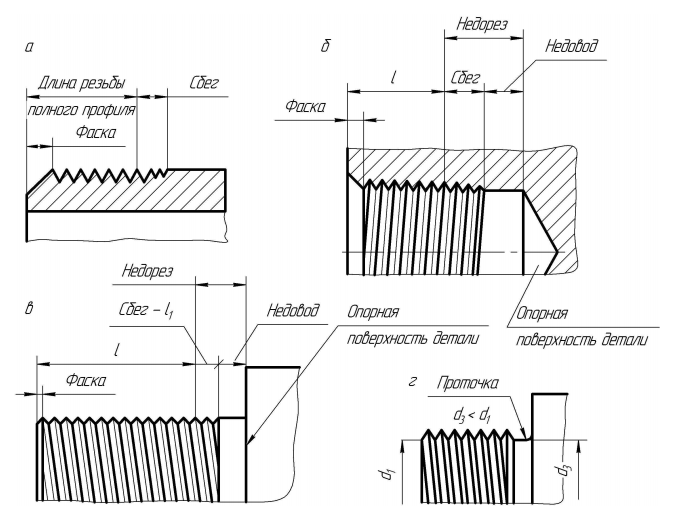 а
Длина резьбы
полного профиля
Сбег
Фаска
б
Недорез
Недовод
l
Сбег
Фаска
Опорная
поверхность детали
в
Недорез
Сбег – l₁
Недовод
Опорная
поверхность детали
l
Фаска
г
Проточка
d₃ < d₁
d₁
d₃